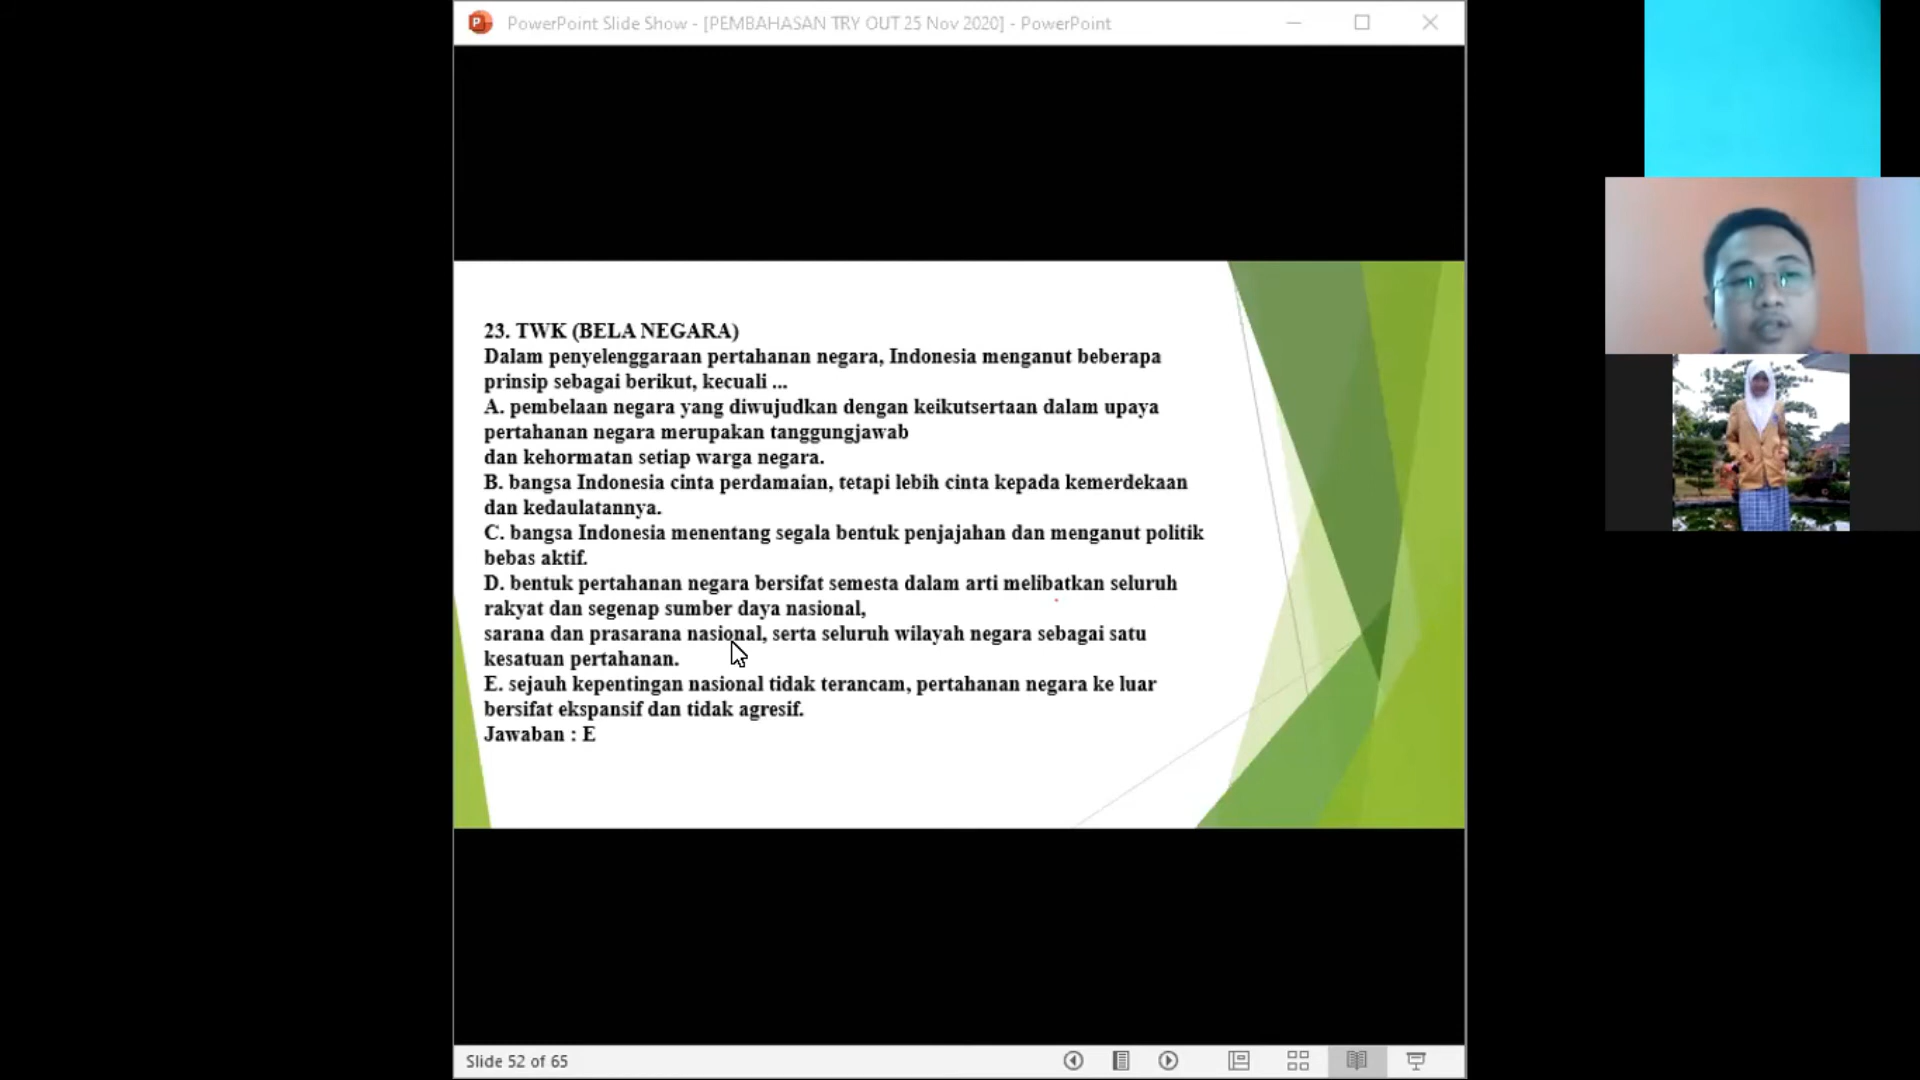 PowerPoint Slide Show - [PEMBAHASAN TRY OUT 25 Nov 2020] - PowerPoint
23. TWK (BELA NEGARA)
Dalam penyelenggaraan pertahanan negara, Indonesia menganut beberapa
prinsip sebagai berikut, kecuali ...
A. pembelaan negara yang diwujudkan dengan keikutsertaan dalam upaya
pertahanan negara merupakan tanggungjawab
dan kehormatan setiap warga negara.
B. bangsa Indonesia cinta perdamaian, tetapi lebih cinta kepada kemerdekaan
dan kedaulatannya.
C. bangsa Indonesia menentang segala bentuk penjajahan dan menganut politik
bebas aktif.
D. bentuk pertahanan negara bersifat semesta dalam arti melibatkan seluruh
rakyat dan segenap sumber daya nasional,
sarana dan prasarana nasional, serta seluruh wilayah negara sebagai satu
kesatuan pertahanan.
E. sejauh kepentingan nasional tidak terancam, pertahanan negara ke luar
bersifat ekspansif dan tidak agresif.
Jawaban : E
Slide 52 of 65